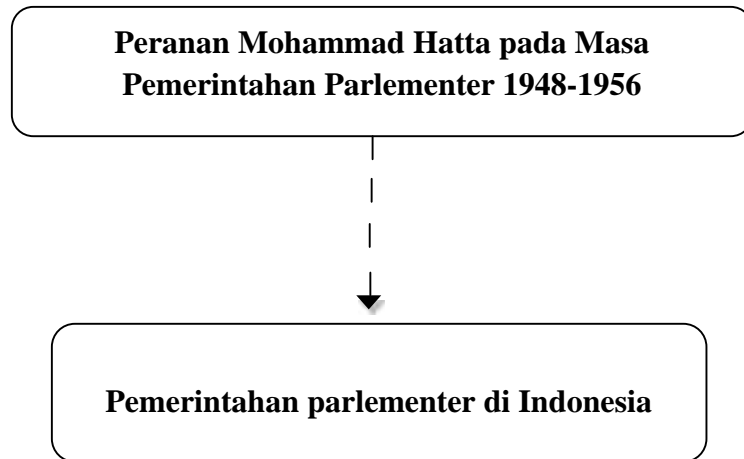 Peranan Mohammad Hatta pada Masa
Pemerintahan Parlementer 1948-1956
Pemerintahan parlementer di Indonesia